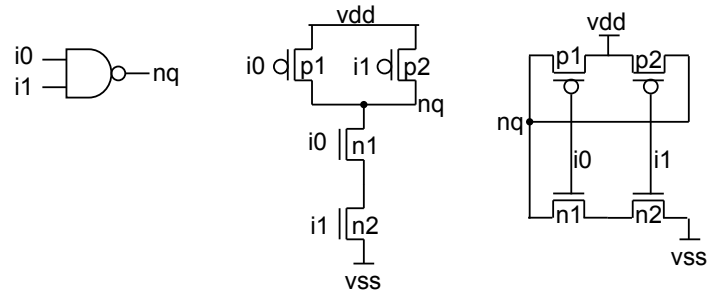 i0
i1
nq
vdd
i0 p1
i1 p2
nq
i0 n1
i1 n2
vss
vdd
p1 p2
nq
i0 i1
n1 n2
vss